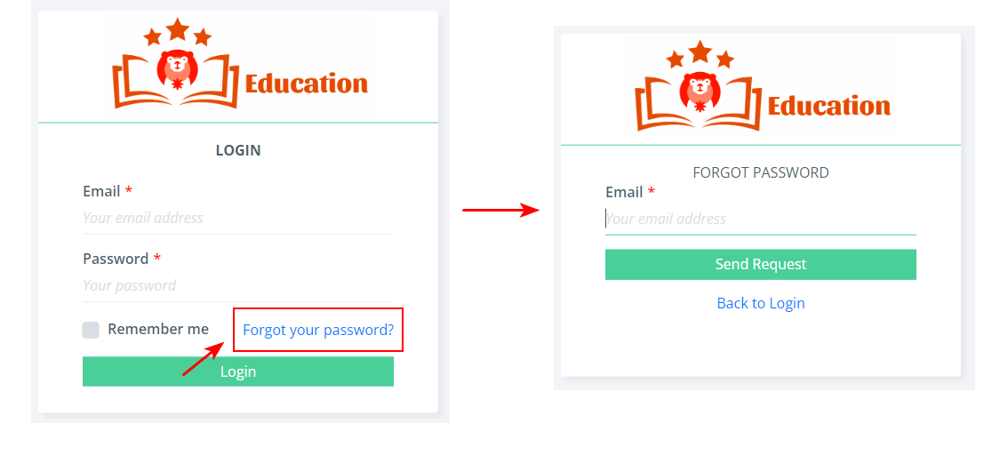 Education
LOGIN
Email *
Your email address
Password *
Your password
Remember me
Forgot your password?
Login
Education
FORGOT PASSWORD
Email *
Your email address
Send Request
Back to Login